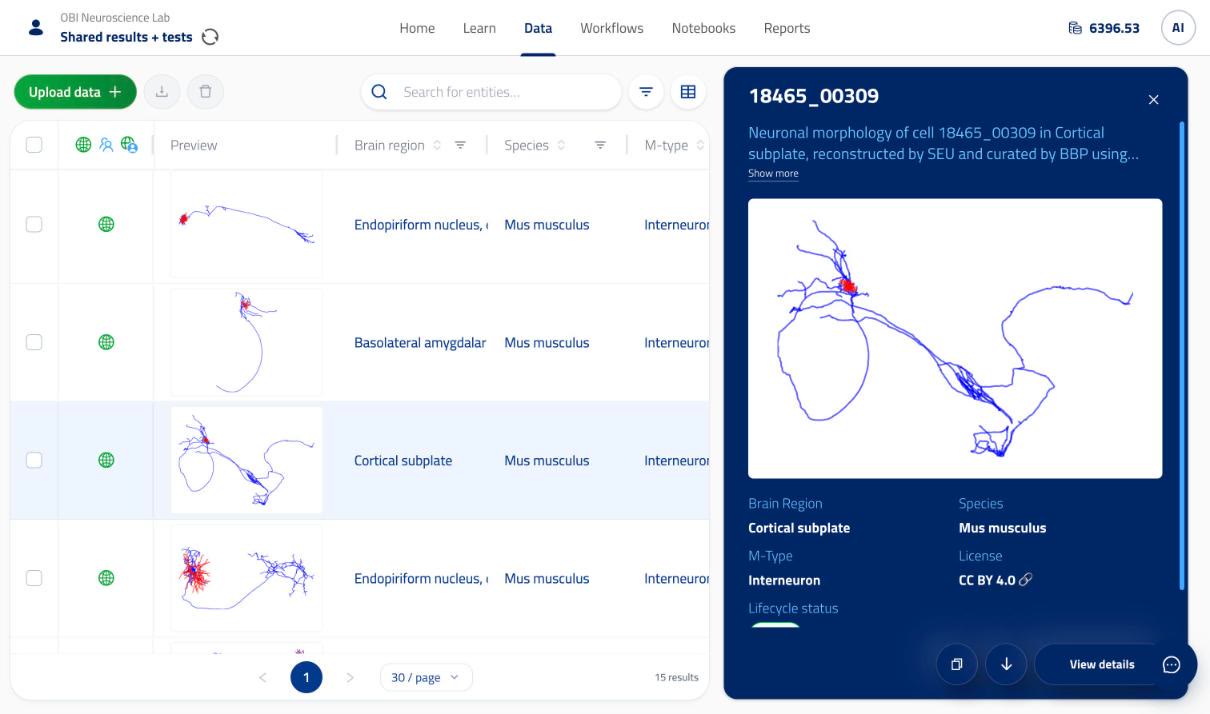 OBI Neuroscience Lab
Shared results + tests
Home Learn Data Workflows Notebooks Reports
6396.53
AI
Upload data +
Search for entities...
Preview Brain region Species M-type
Endopiriform nucleus, Mus musculus Interneuron
Basolateral amygdalar Mus musculus Interneuron
Cortical subplate Mus musculus Interneuron
Endopiriform nucleus, Mus musculus Interneuron
< 1 > 30 / page 15 results
18465_00309
Neuronal morphology of cell 18465_00309 in Cortical
subplate, reconstructed by SEU and curated by BBP using...
Show more
Brain Region Species
Cortical subplate Mus musculus
M-Type License
Interneuron CC BY 4.0
Lifecycle status
View details